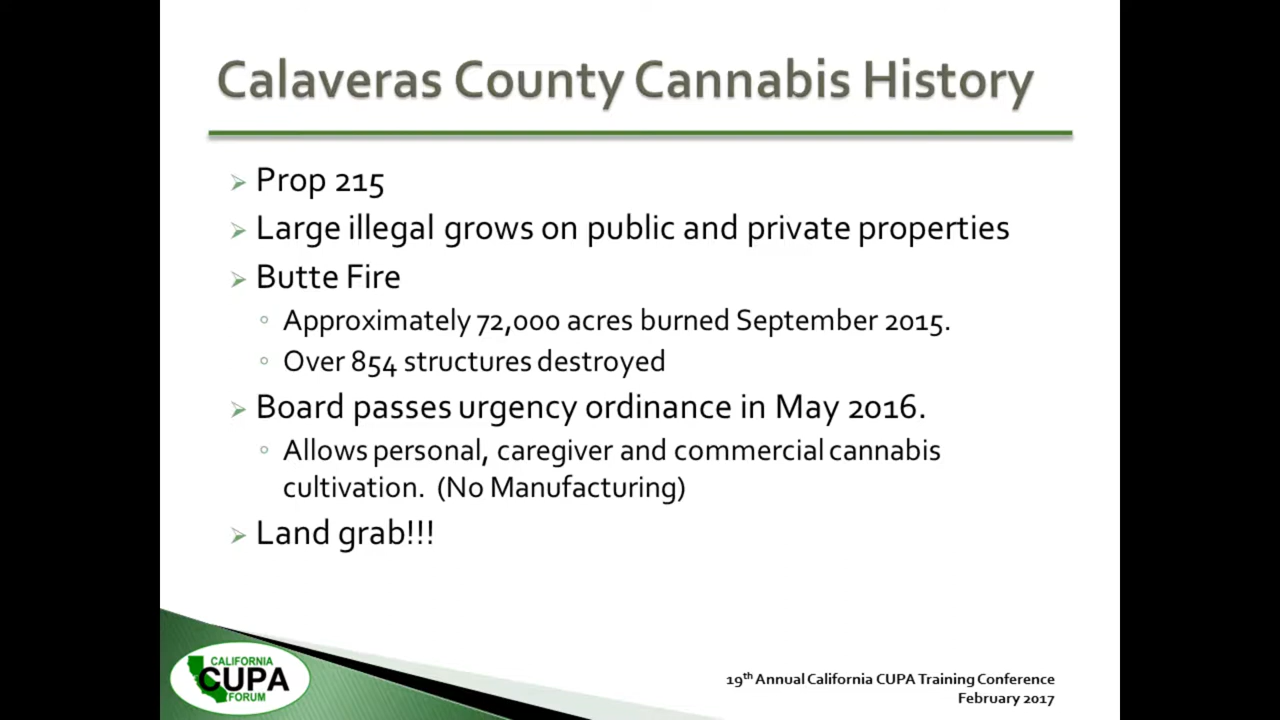 Calaveras County Cannabis History
Prop 215
Large illegal grows on public and private properties
Butte Fire
Approximately 72,000 acres burned September 2015.
Over 854 structures destroyed
Board passes urgency ordinance in May 2016.
Allows personal, caregiver and commercial cannabis
cultivation. (No Manufacturing)
Land grab!!!
CALIFORNIA
CUPA
FORUM
19th Annual California CUPA Training Conference
February 2017